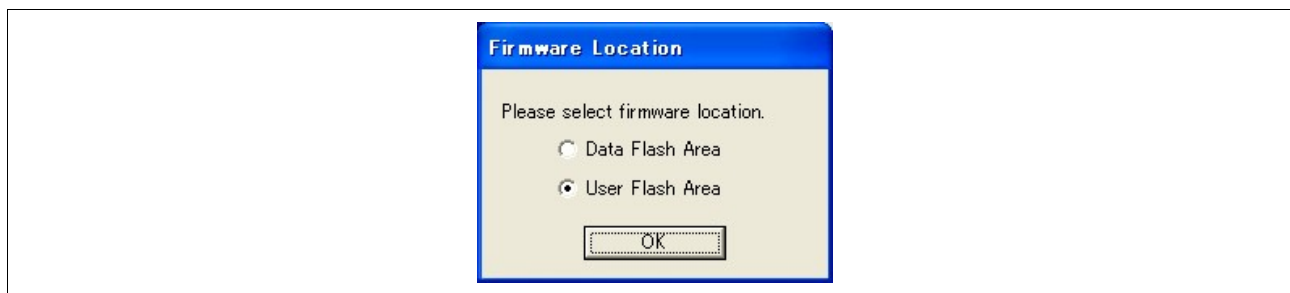 Firmware Location
Please select firmware location.
Data Flash Area
User Flash Area
OK